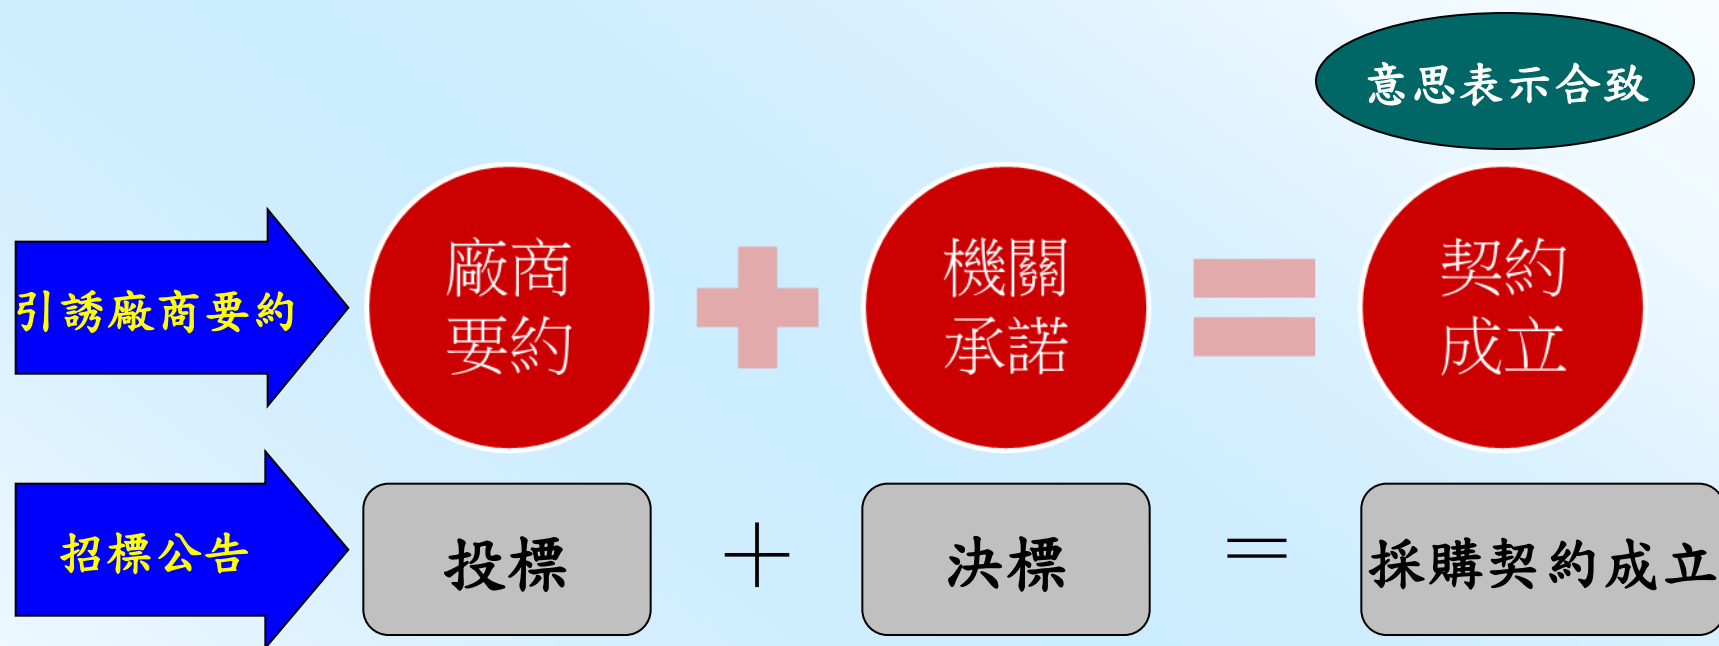 意思表示合致
引誘廠商要約
廠商
要約
+
機關
承諾
=
契約
成立
招標公告
投標
+
決標
=
採購契約成立